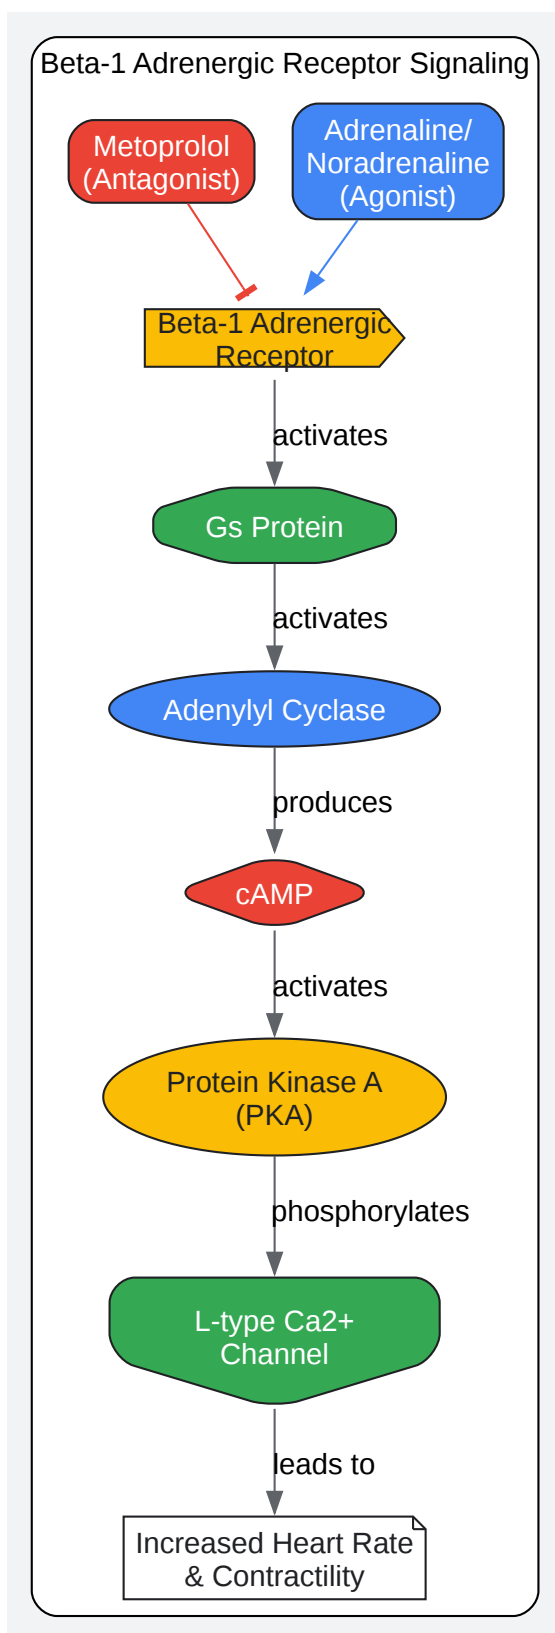 Beta-1 Adrenergic Receptor Signaling
Metoprolol
(Antagonist)
Adrenaline/
Noradrenaline
(Agonist)
Beta-1 Adrenergic
Receptor
activates
Gs Protein
activates
Adenylyl Cyclase
produces
cAMP
activates
Protein Kinase A
(PKA)
phosphorylates
L-type Ca2+
Channel
leads to
Increased Heart Rate
& Contractility